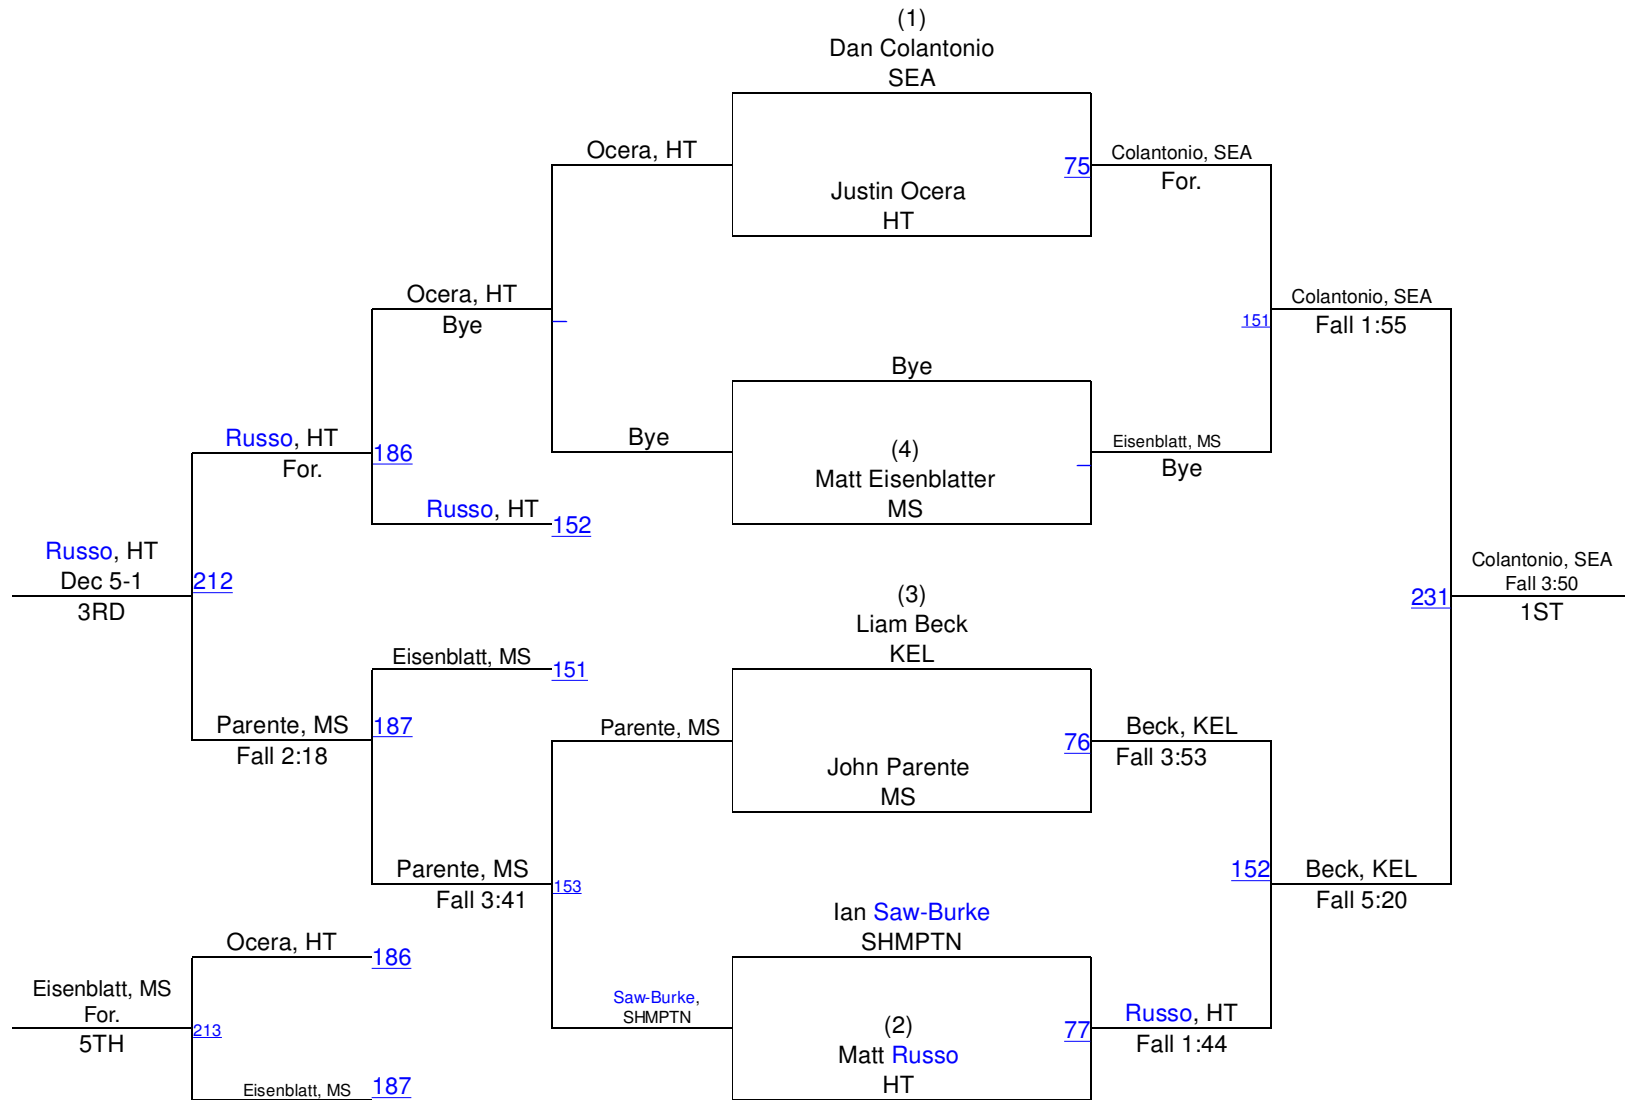 (1)
Dan Colantonio
SEA
Ocera, HT
75
Colantonio, SEA
For.
Justin Ocera
HT
Ocera, HT
Bye
151
Colantonio, SEA
Fall 1:55
Bye
Russo, HT
For.
186
Bye
(4)
Matt Eisenblatter
MS
Eisenblatt, MS
Bye
Russo, HT
152
Russo, HT
Dec 5-1
3RD
212
(3)
Liam Beck
KEL
231
Colantonio, SEA
Fall 3:50
1ST
Eisenblatt, MS
151
Parente, MS
Fall 2:18
187
Parente, MS
76
Beck, KEL
Fall 3:53
John Parente
MS
Parente, MS
Fall 3:41
153
152
Beck, KEL
Fall 5:20
Ian Saw-Burke
SHMPTN
Ocera, HT
186
Eisenblatt, MS
For.
5TH
213
Saw-Burke,
SHMPTN
(2)
Matt Russo
HT
77
Russo, HT
Fall 1:44
Eisenblatt, MS
187